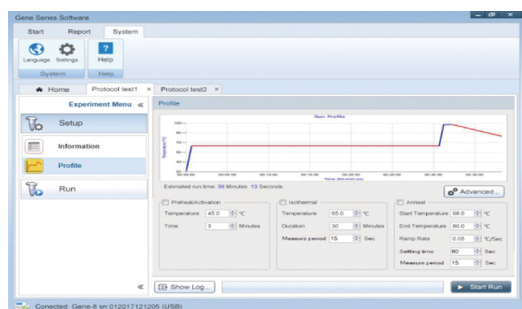 Gene Series Software
Start Report System
Language Settings Help
System Help
Home Protocol test1 × Protocol test2 ×
Experiment Menu «
Setup
Information
Profile
Run
«
Profile
Run Profile
Estimated run time: 38 Minutes 13 Seconds
Advanced..
Preheat/Activation
Temperature 45.0 °C
Time 3 Minutes
Isothermal
Temperature 65.0 °C
Duration 30 Minutes
Measure period 15 Sec
Anneal
Start Temperature 98.0 °C
End Temperature 80.0 °C
Ramp Rate 0.05 °C/Sec
Settling time 60 Sec
Measure period 15 Sec
Show Log...
Start Run
Conected: Gene-8 sn:012017121205 (USB)